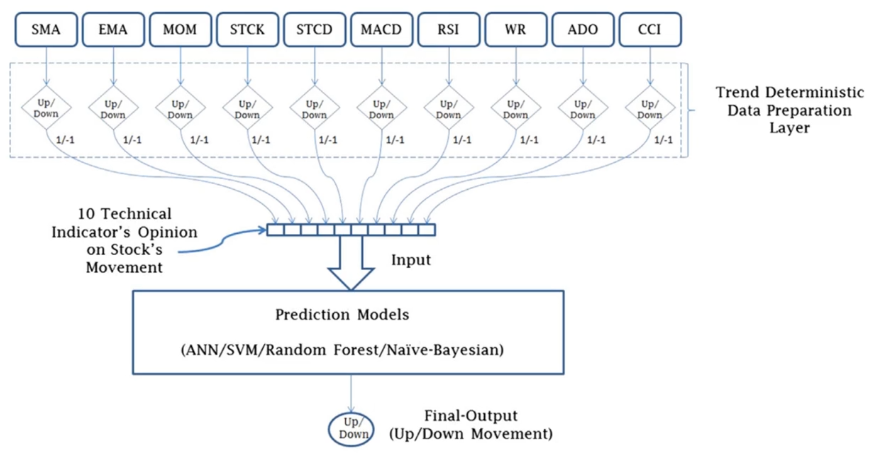 SMA EMA MOM STCK STCD MACD RSI WR ADO CCI
Up/ Up/ Up/ Up/ Up/ Up/ Up/ Up/ Up/ Up/
Down Down Down Down Down Down Down Down Down Down
1/-1 1/-1 1/-1 1/-1 1/-1 1/-1 1/-1 1/-1 1/-1 1/-1
Trend Deterministic
Data Preparation
Layer
10 Technical
Indicator's Opinion
on Stock's
Movement
Input
Prediction Models
(ANN/SVM/Random Forest/Naïve-Bayesian)
Up/
Down
Final-Output
(Up/Down Movement)